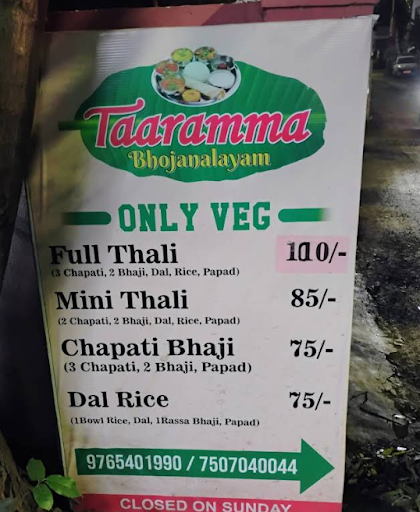 Taaramma
Bhojanalayam
ONLY VEG
Full Thali 110/-
(3 Chapati, 2 Bhaji, Dal, Rice, Papad)
Mini Thali 85/-
(2 Chapati, 2 Bhaji, Dal, Rice, Papad)
Chapati Bhaji 75/-
(3 Chapati, 2 Bhaji, Papad)
Dal Rice 75/-
(1Bowl Rice, Dal, 1Rassa Bhaji, Papad)
9765401990 / 7507040044
CLOSED ON SUNDAY